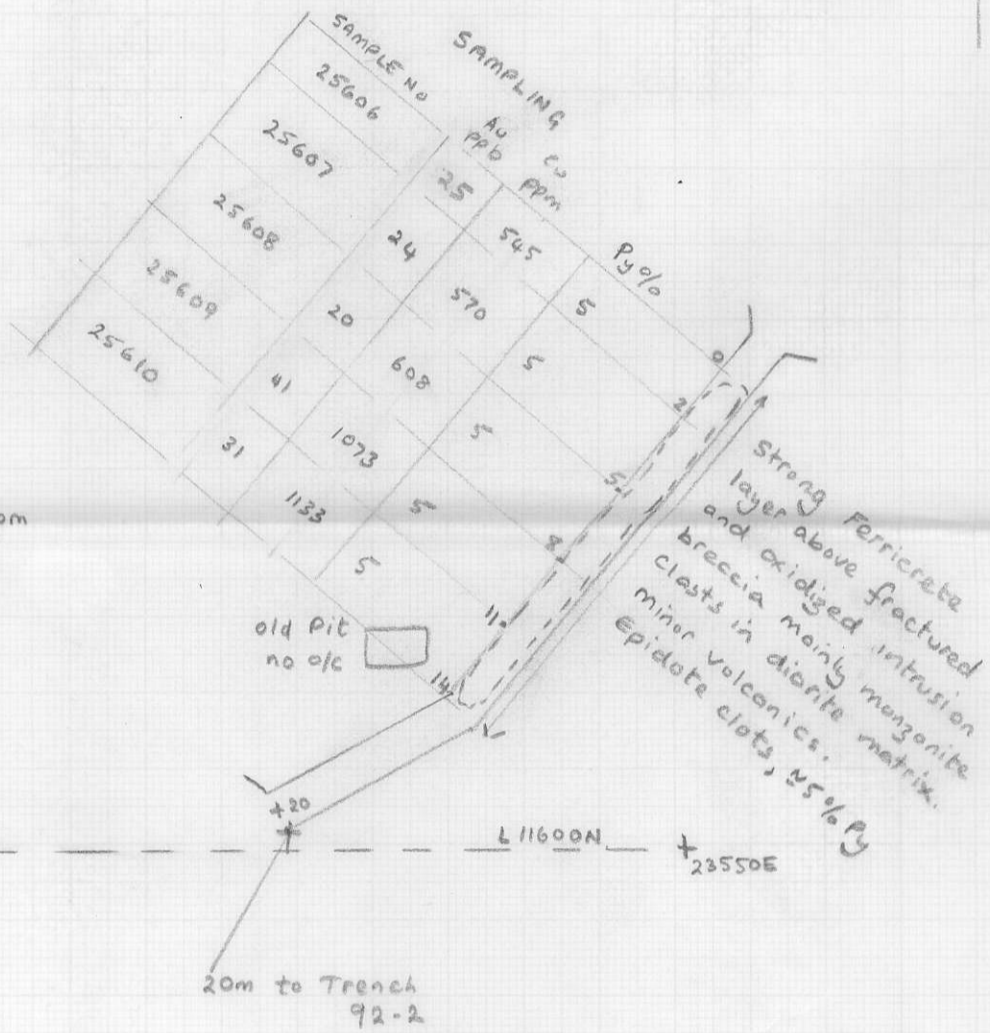 SAMPLING
SAMPLE No
Au
ppb
Cu
ppm
Py%
25606 25 545 5
25607 24 570 5
25608 20 608 5
25609 41 1073 5
25610 31 1133 5
0
2
5
8
11
14
+20
om
old Pit
no o/c
Strong Ferricrete
layer above fractured
and oxidized intrusion
breccia mainly monzonite
clasts in diorite matrix.
minor volcanics.
Epidote clots, ≈5% Py
L11600N
23550E
20m to Trench
92-2